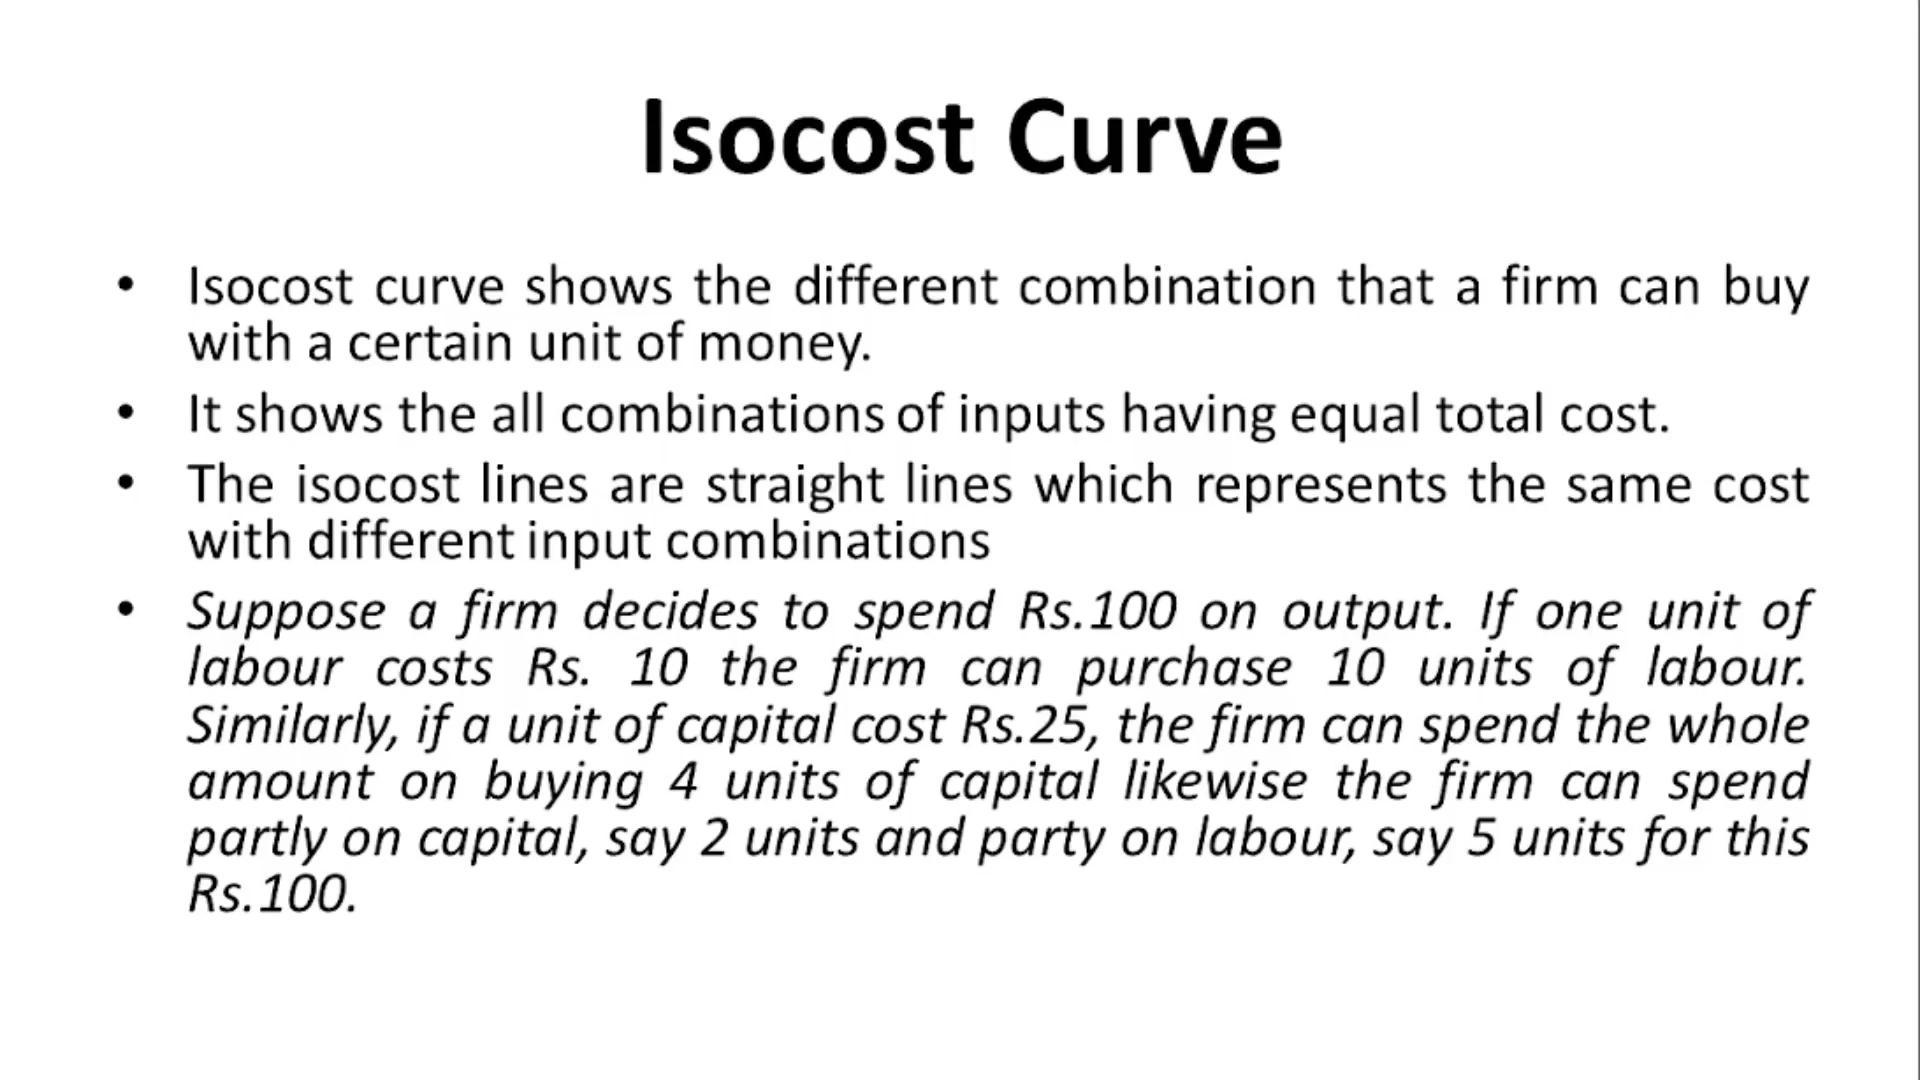 Isocost Curve
• Isocost curve shows the different combination that a firm can buy
with a certain unit of money.
• It shows the all combinations of inputs having equal total cost.
• The isocost lines are straight lines which represents the same cost
with different input combinations
• Suppose a firm decides to spend Rs.100 on output. If one unit of
labour costs Rs. 10 the firm can purchase 10 units of labour.
Similarly, if a unit of capital cost Rs.25, the firm can spend the whole
amount on buying 4 units of capital likewise the firm can spend
partly on capital, say 2 units and party on labour, say 5 units for this
Rs.100.